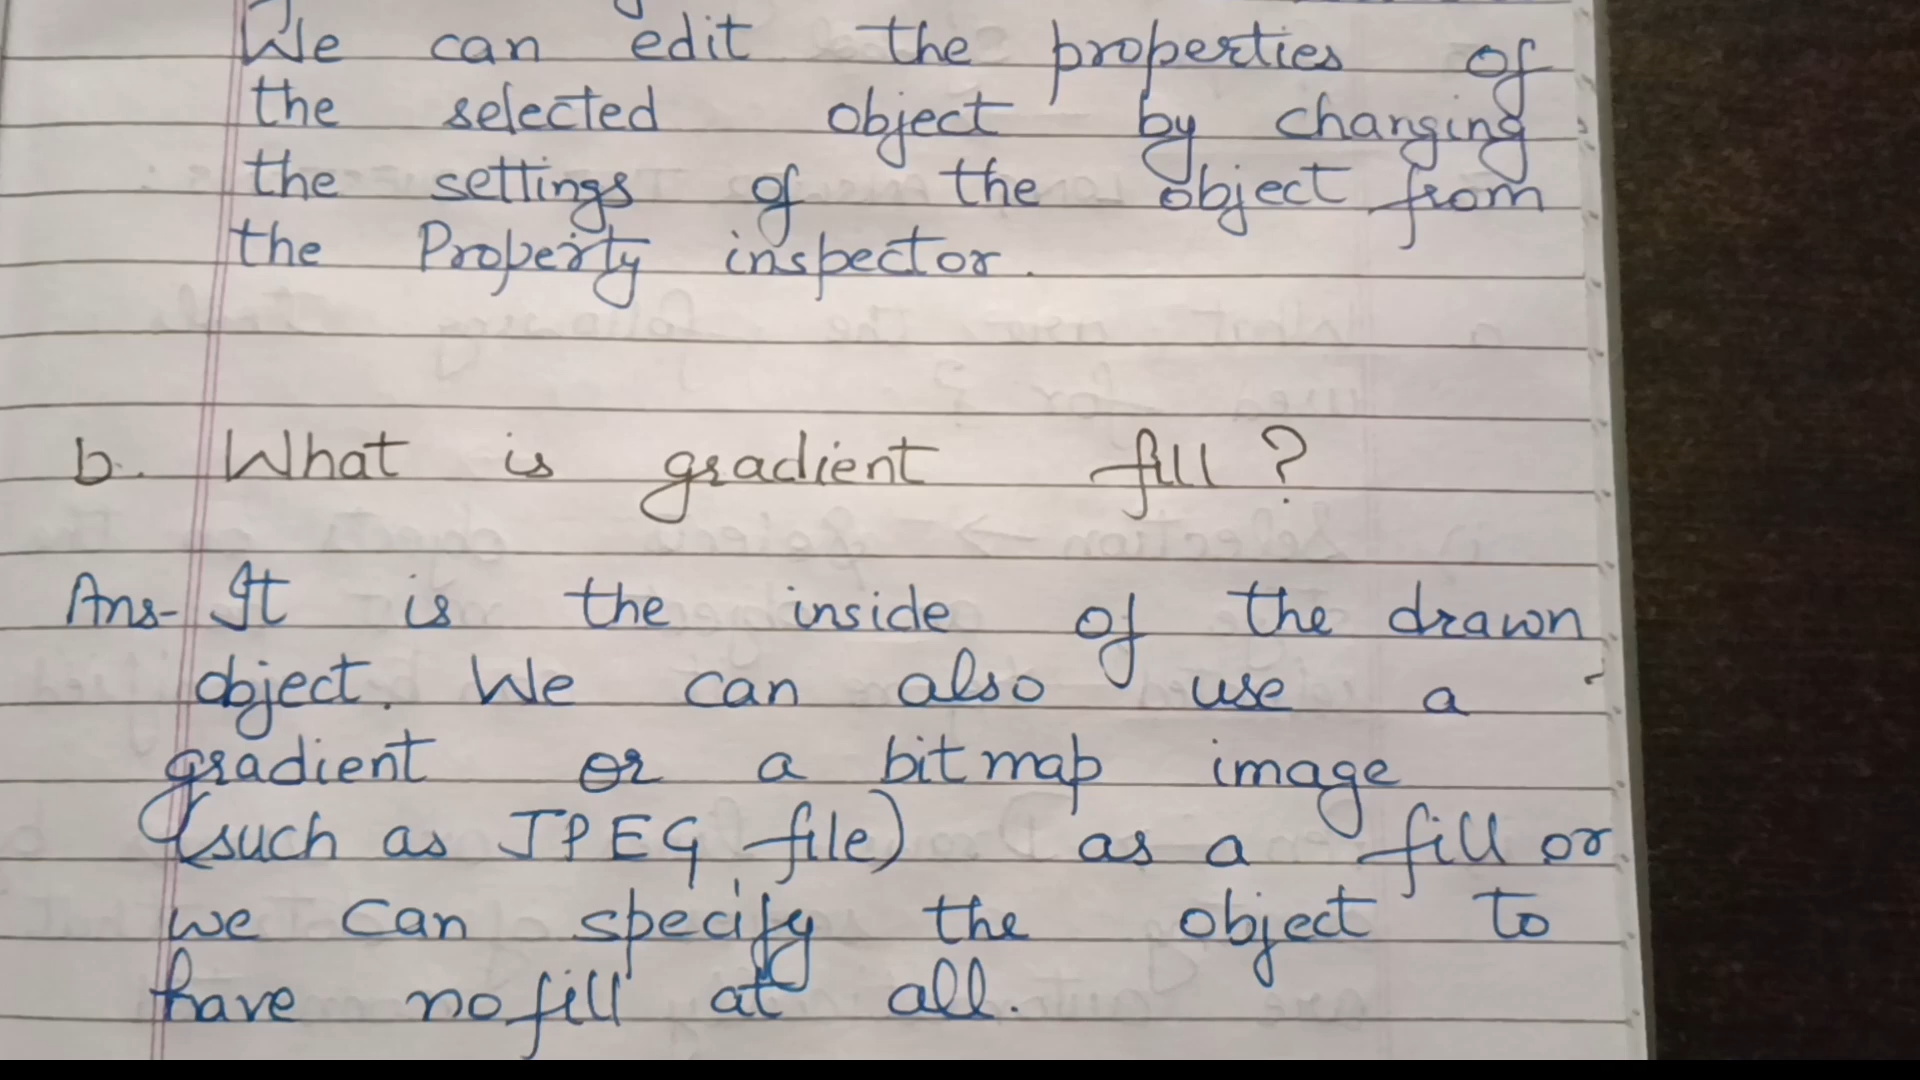 We can edit the properties of
the selected object by changing
the settings of the object from
the Property inspector.
b. What is gradient fill?
Ans- It is the inside of the drawn
object. We can also use a
gradient or a bitmap image
(such as JPEG file) as a fill or
we can specify the object to
have no fill at all.